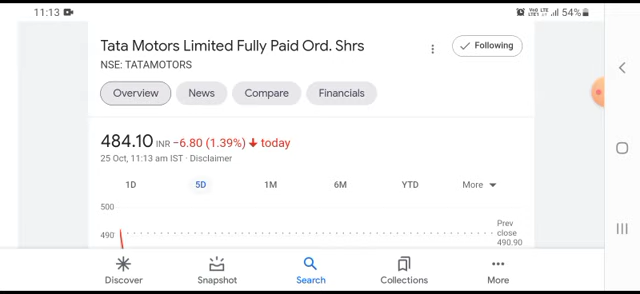 11:13
54%
Tata Motors Limited Fully Paid Ord. Shrs
Following
NSE: TATAMOTORS
Overview
News
Compare
Financials
484.10 INR −6.80 (1.39%) today
25 Oct, 11:13 am IST · Disclaimer
1D
5D
1M
6M
YTD
More
500
490
Prev
close
490.90
Discover
Snapshot
Search
Collections
More